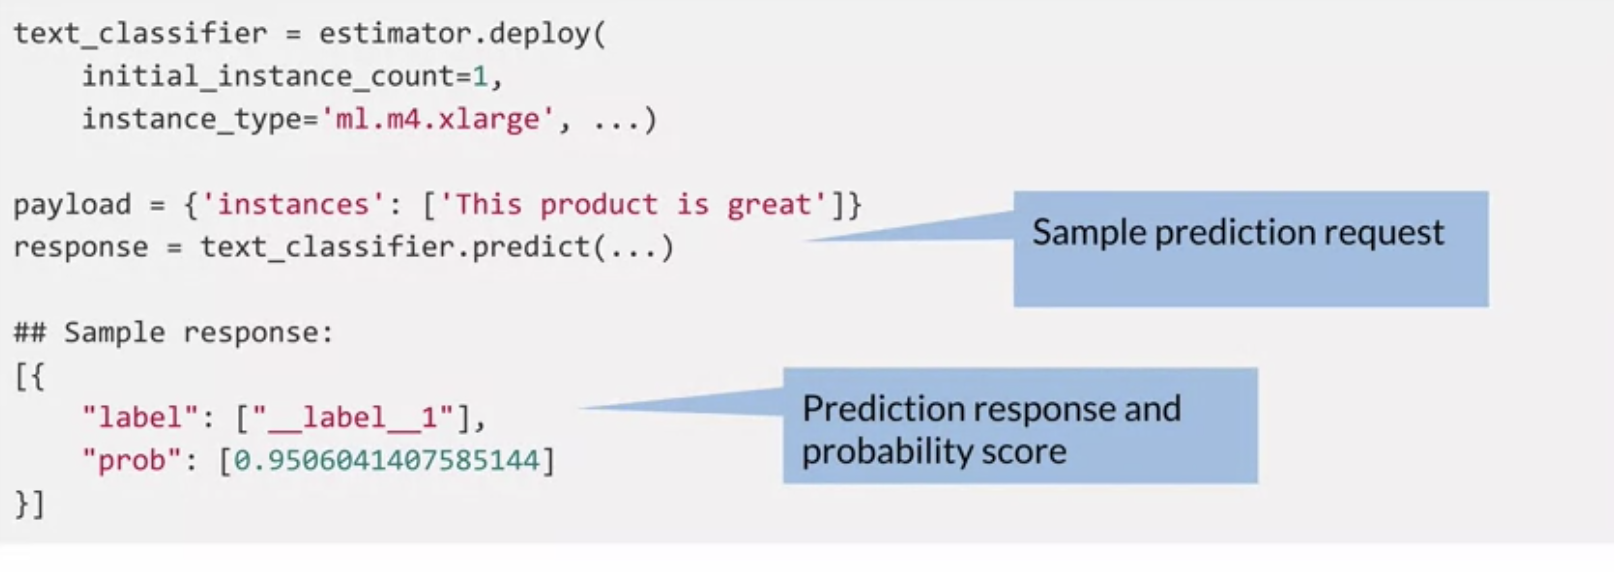 text_classifier = estimator.deploy(
    initial_instance_count=1,
    instance_type='ml.m4.xlarge', ...)
payload = {'instances': ['This product is great']}
response = text_classifier.predict(...)
Sample prediction request
## Sample response:
[{
    "label": ["__label__1"],
    "prob": [0.9506041407585144]
}]
Prediction response and
probability score